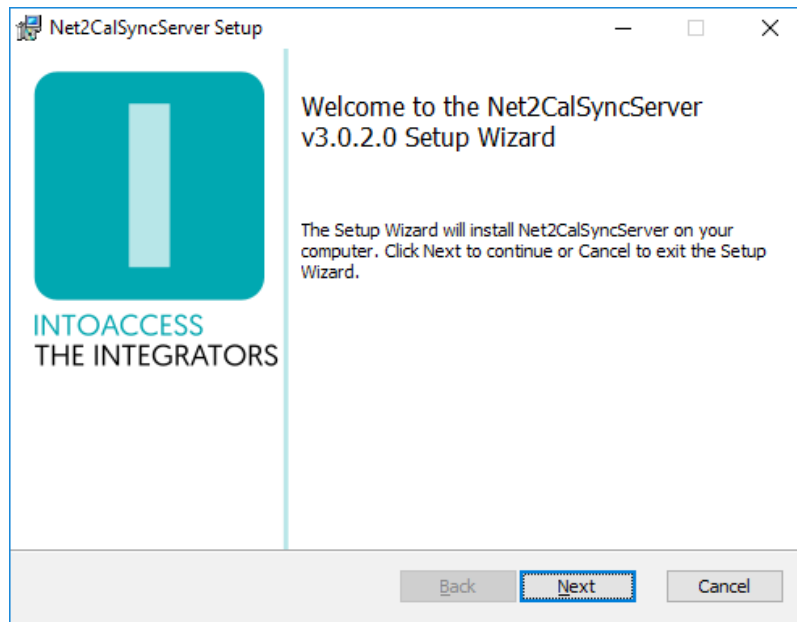 Net2CalSyncServer Setup
Welcome to the Net2CalSyncServer
v3.0.2.0 Setup Wizard
The Setup Wizard will install Net2CalSyncServer on your
computer. Click Next to continue or Cancel to exit the Setup
Wizard.
I
INTOACCESS
THE INTEGRATORS
Back
Next
Cancel